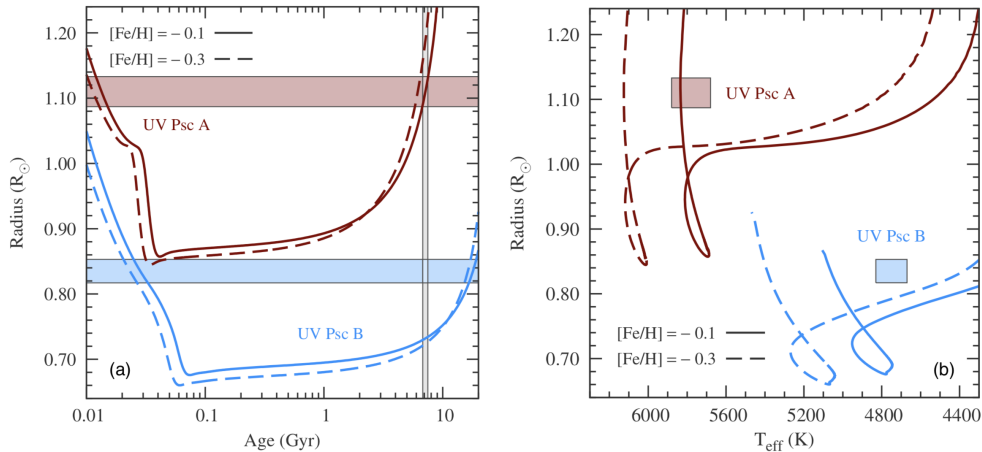 1.20
1.10
1.00
0.90
0.80
0.70
Radius (R⊙)
[Fe/H] = − 0.1
[Fe/H] = − 0.3
UV Psc A
UV Psc B
(a)
0.01
0.1
1
10
Age (Gyr)
1.20
1.10
1.00
0.90
0.80
0.70
Radius (R⊙)
UV Psc A
UV Psc B
[Fe/H] = − 0.1
[Fe/H] = − 0.3
(b)
6000
5600
5200
4800
4400
Teff (K)